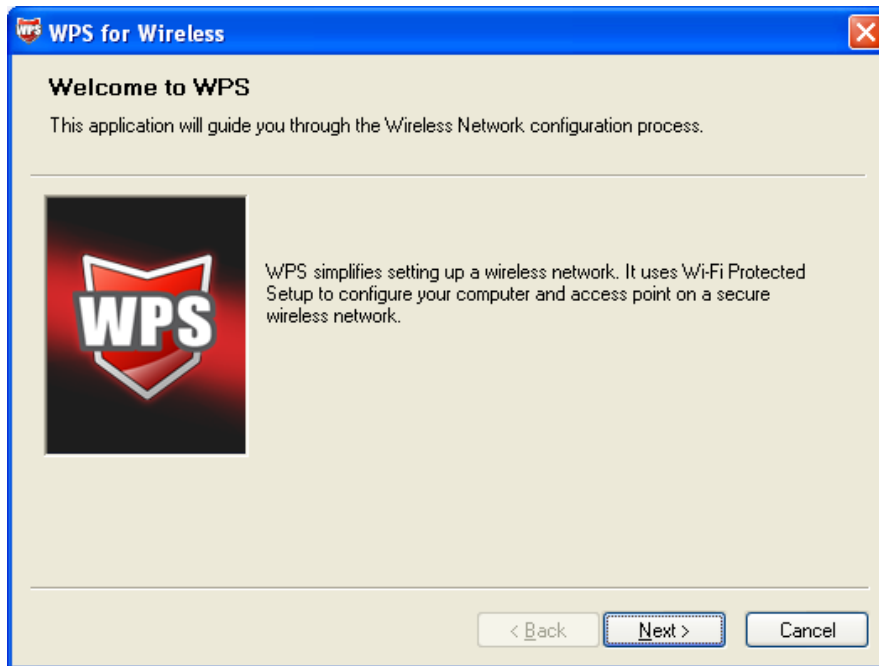 WPS WPS for Wireless
Welcome to WPS
This application will guide you through the Wireless Network configuration process.
WPS
WPS simplifies setting up a wireless network. It uses Wi-Fi Protected
Setup to configure your computer and access point on a secure
wireless network.
< Back Next > Cancel